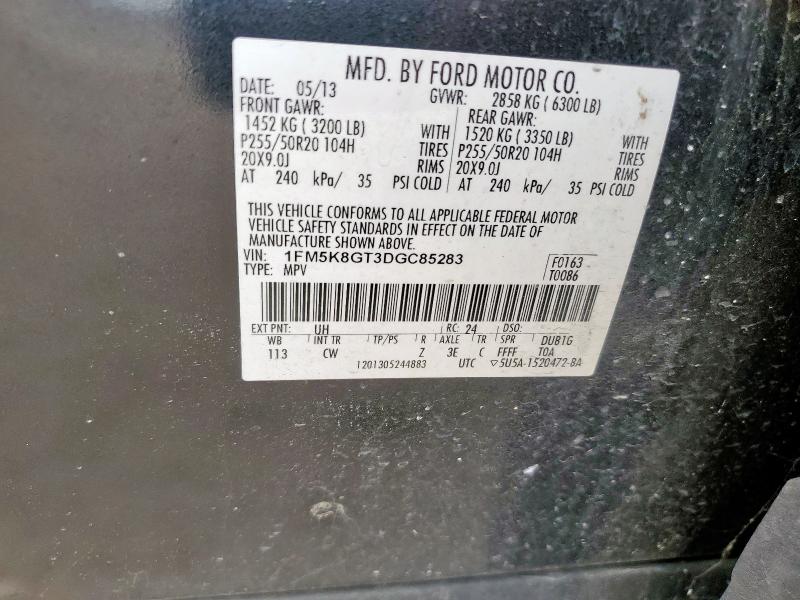 MFD. BY FORD MOTOR CO.
DATE: 05/13 GVWR: 2858 KG ( 6300 LB)
FRONT GAWR: REAR GAWR:
1452 KG ( 3200 LB) WITH 1520 KG ( 3350 LB) WITH
P255/50R20 104H TIRES P255/50R20 104H TIRES
20X9.0J RIMS 20X9.0J RIMS
AT 240 kPa/ 35 PSI COLD AT 240 kPa/ 35 PSI COLD
THIS VEHICLE CONFORMS TO ALL APPLICABLE FEDERAL MOTOR
VEHICLE SAFETY STANDARDS IN EFFECT ON THE DATE OF
MANUFACTURE SHOWN ABOVE.
VIN: 1FM5K8GT3DGC85283 F0163
TYPE: MPV T0086
EXT PNT: UH RC: 24 DSO:
WB INT TR TP/PS R AXLE TR SPR DUB1G
113 CW Z 3E C FFFF T0A
1201305244883 UTC ▽5U5A-1520472-BA